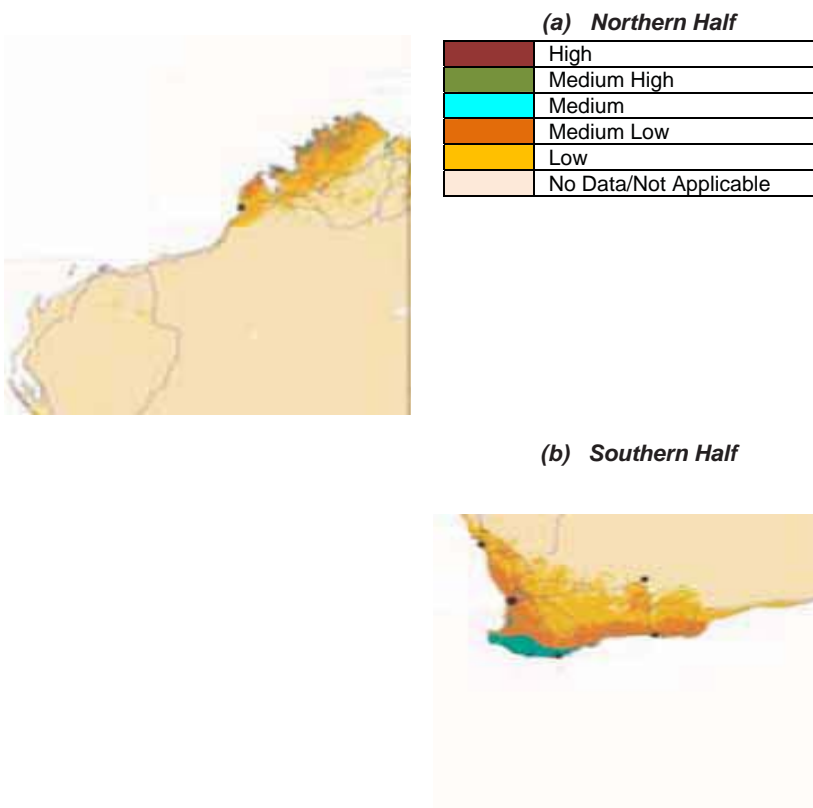 (a) Northern Half
High
Medium High
Medium
Medium Low
Low
No Data/Not Applicable
(b) Southern Half